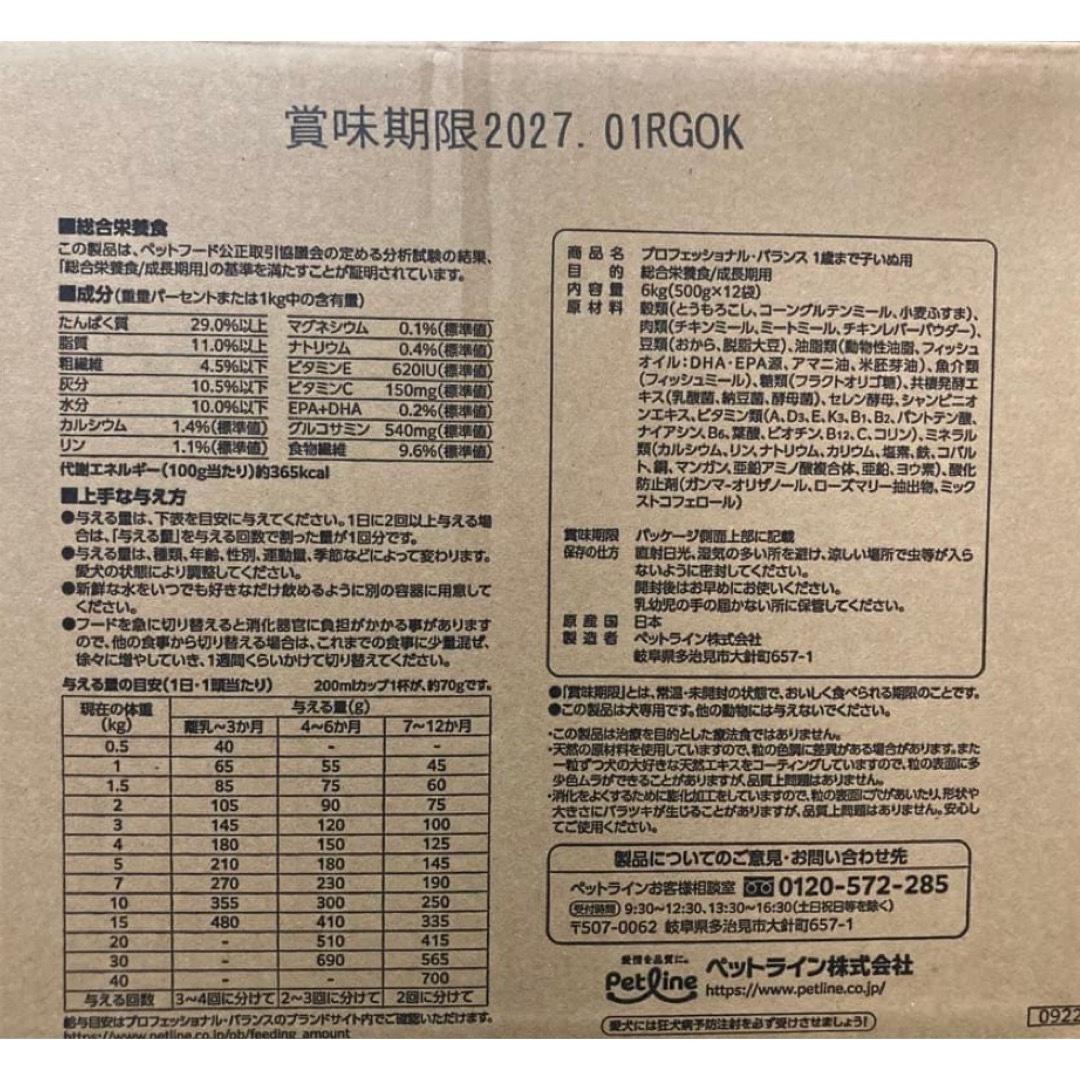 賞味期限2027. 01RGOK
■総合栄養食
この製品は、ペットフード公正取引協議会の定める分析試験の結果、
「総合栄養食/成長期用」の基準を満たすことが証明されています。
■成分(重量パーセントまたは1kg中の含有量)
たんぱく質 29.0%以上 マグネシウム 0.1%(標準値)
脂質 11.0%以上 ナトリウム 0.4%(標準値)
粗繊維 4.5%以下 ビタミンE 620IU(標準値)
灰分 10.5%以下 ビタミンC 150mg(標準値)
水分 10.0%以下 EPA+DHA 0.2%(標準値)
カルシウム 1.4%(標準値) グルコサミン 540mg(標準値)
リン 1.1%(標準値) 食物繊維 9.6%(標準値)
代謝エネルギー(100g当たり)約365kcal
■上手な与え方
●与える量は、下表を目安に与えてください。1日に2回以上与える場
合は、「与える量」を与える回数で割った量が1回分です。
●与える量は、種類、年齢、性別、運動量、季節などによって変わります。
愛犬の状態により調整してください。
●新鮮な水をいつでも好きなだけ飲めるように別の容器に用意して
ください。
●フードを急に切り替えると消化器官に負担がかかる事があります
ので、他の食事から切り替える場合は、これまでの食事に少量混ぜ、
徐々に増やしていき、1週間くらいかけて切り替えてください。
与える量の目安(1日・1頭当たり) 200mlカップ1杯が、約70gです。
現在の体重(kg) 与える量(g)
離乳~3か月 4~6か月 7~12か月
0.5 40 - -
1 65 55 45
1.5 85 75 60
2 105 90 75
3 145 120 100
4 180 150 125
5 210 180 145
7 270 230 190
10 355 300 250
15 480 410 335
20 - 510 415
30 - 690 565
40 - - 700
与える回数 3~4回に分けて 2~3回に分けて 2回に分けて
給与目安はプロフェッショナル・バランスのブランドサイト内でご確認いただけます。
https://www.petline.co.jp/pb/feeding_amount
商品名 プロフェッショナル・バランス 1歳まで子いぬ用
目的 総合栄養食/成長期用
内容量 6kg(500g×12袋)
原材料 穀類(とうもろこし、コーングルテンミール、小麦ふすま)、
肉類(チキンミール、ミートミール、チキンレバーパウダー)、
豆類(おから、脱脂大豆)、油脂類(動物性油脂、フィッシュ
オイル:DHA・EPA源、アマニ油、米胚芽油)、魚介類
(フィッシュミール)、糖類(フラクトオリゴ糖)、共棲発酵エ
キス(乳酸菌、納豆菌、酵母菌)、セレン酵母、シャンピニオ
ンエキス、ビタミン類(A、D3、E、K3、B1、B2、パントテン酸、
ナイアシン、B6、葉酸、ビオチン、B12、C、コリン)、ミネラル
類(カルシウム、リン、ナトリウム、カリウム、塩素、鉄、コバル
ト、銅、マンガン、亜鉛アミノ酸複合体、亜鉛、ヨウ素)、酸化
防止剤(ガンマ-オリザノール、ローズマリー抽出物、ミック
ストコフェロール)
賞味期限 パッケージ側面上部に記載
保存の仕方 直射日光、湿気の多い所を避け、涼しい場所で虫等が入ら
ないように密封してください。
開封後はお早めにお使いください。
乳幼児の手の届かない所に保管してください。
原産国 日本
製造者 ペットライン株式会社
岐阜県多治見市大針町657-1
●「賞味期限」とは、常温・未開封の状態で、おいしく食べられる期限のことです。
●この製品は犬専用です。他の動物には与えないでください。
・この製品は治療を目的とした療法食ではありません。
・天然の原材料を使用していますので、粒の色調に差異がある場合があります。また
一粒ずつ犬の大好きな天然エキスをコーティングしていますので、粒の表面に多
少色ムラができることがありますが、品質上問題はありません。
・消化をよくするために膨化加工をしていますので、粒の表面に穴があいたり、形状や
大きさにバラツキが生じることがありますが、品質上問題はありません。安心し
てご使用ください。
製品についてのご意見・お問い合わせ先
ペットラインお客様相談室 0120-572-285
受付時間 9:30~12:30、13:30~16:30(土日祝日等を除く)
〒507-0062 岐阜県多治見市大針町657-1
愛情を品質に。
Petline ペットライン株式会社
https://www.petline.co.jp/
愛犬には狂犬病予防注射を必ず受けさせましょう!
0922